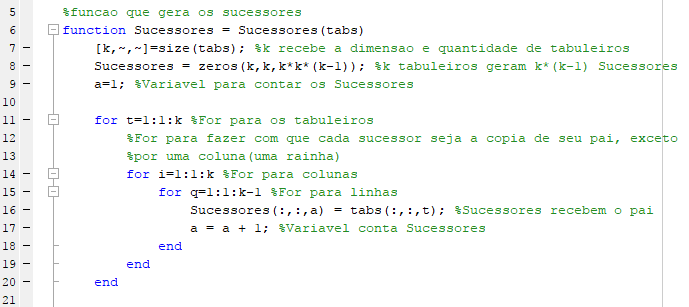 5 %funcao que gera os sucessores
6 function Sucessores = Sucessores(tabs)
7 [k,~,~]=size(tabs); %k recebe a dimensao e quantidade de tabuleiros
8 Sucessores = zeros(k,k,k*k*(k-1)); %k tabuleiros geram k*(k-1) Sucessores
9 a=1; %Variavel para contar os Sucessores
10
11 for t=1:1:k %For para os tabuleiros
12 %For para fazer com que cada sucessor seja a copia de seu pai, exceto
13 %por uma coluna(uma rainha)
14 for i=1:1:k %For para colunas
15 for q=1:1:k-1 %For para linhas
16 Sucessores(:,:,a) = tabs(:,:,t); %Sucessores recebem o pai
17 a = a + 1; %Variavel conta Sucessores
18 end
19 end
20 end
21